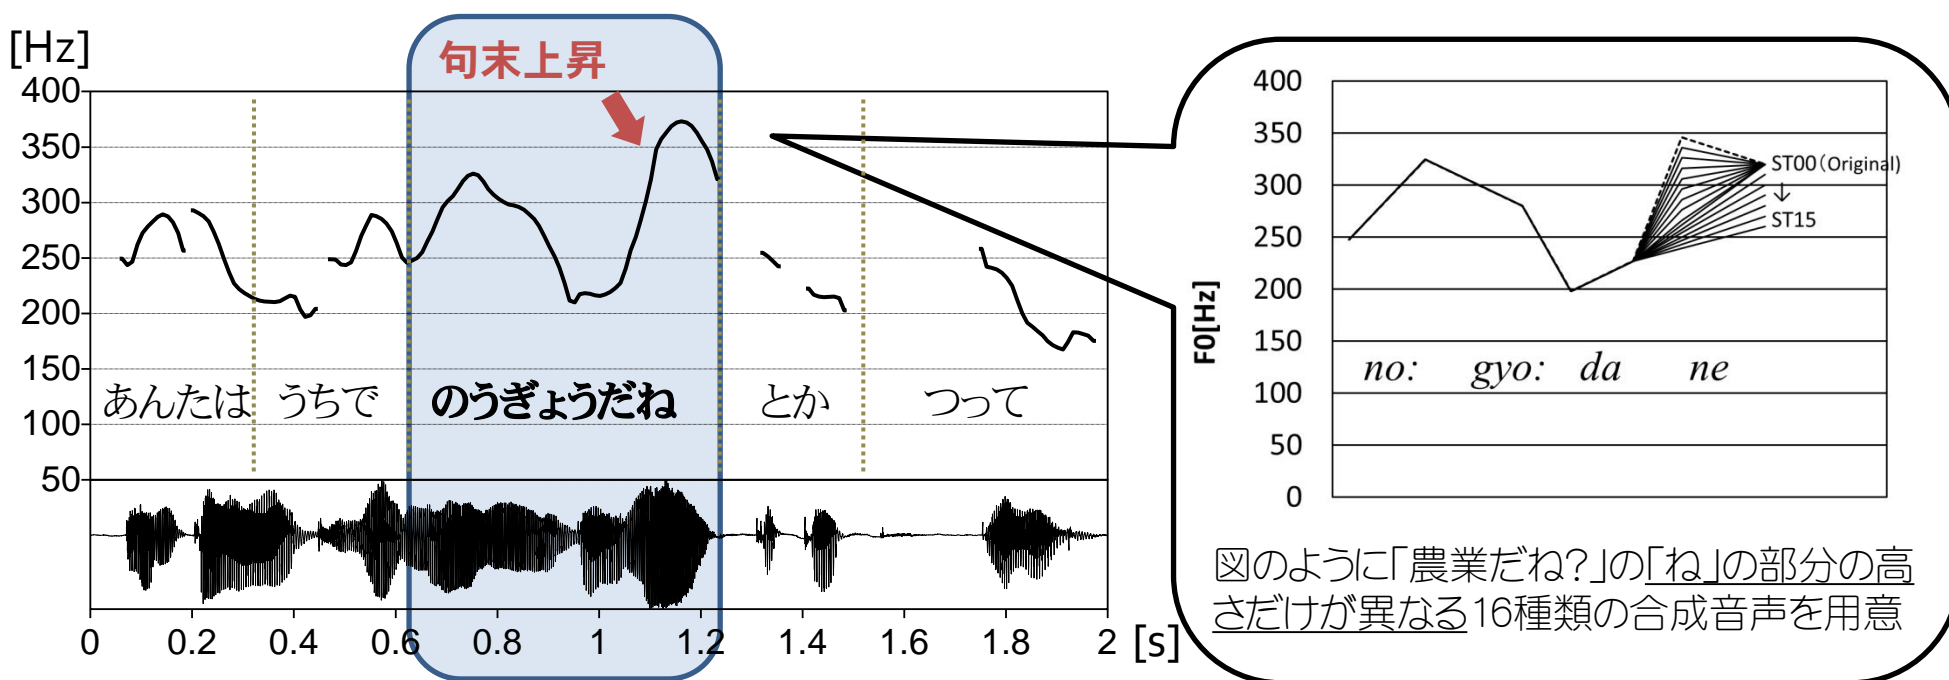 [Hz]
句末上昇
400
350
300
250
200
150
100
50
あんたは うちで のうぎょうだね とか つって
0 0.2 0.4 0.6 0.8 1 1.2 1.4 1.6 1.8 2 [s]
400
350
300
250
200
150
100
50
0
F0[Hz]
ST00(Original)
↓
ST15
no: gyo: da ne
図のように「農業だね?」の「ね」の部分の高
さだけが異なる16種類の合成音声を用意